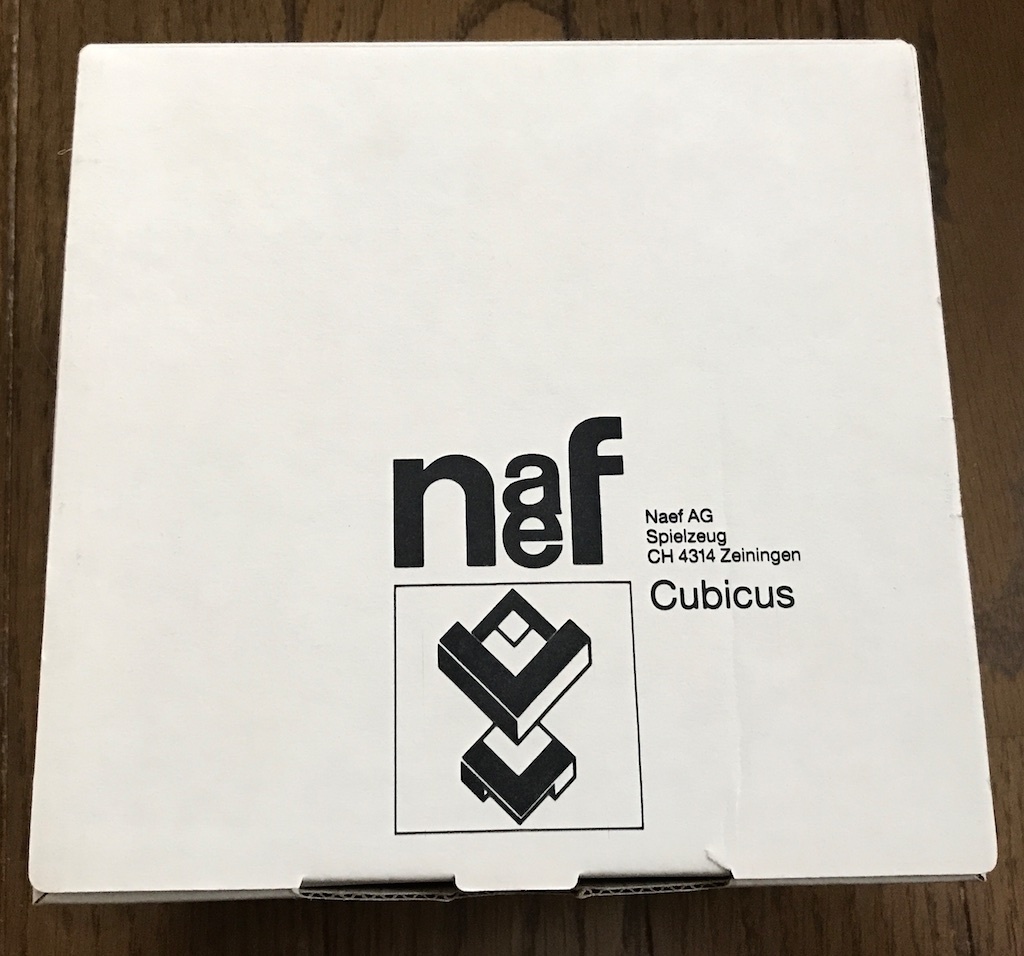 naef
Naef AG
Spielzeug
CH 4314 Zeiningen
Cubicus